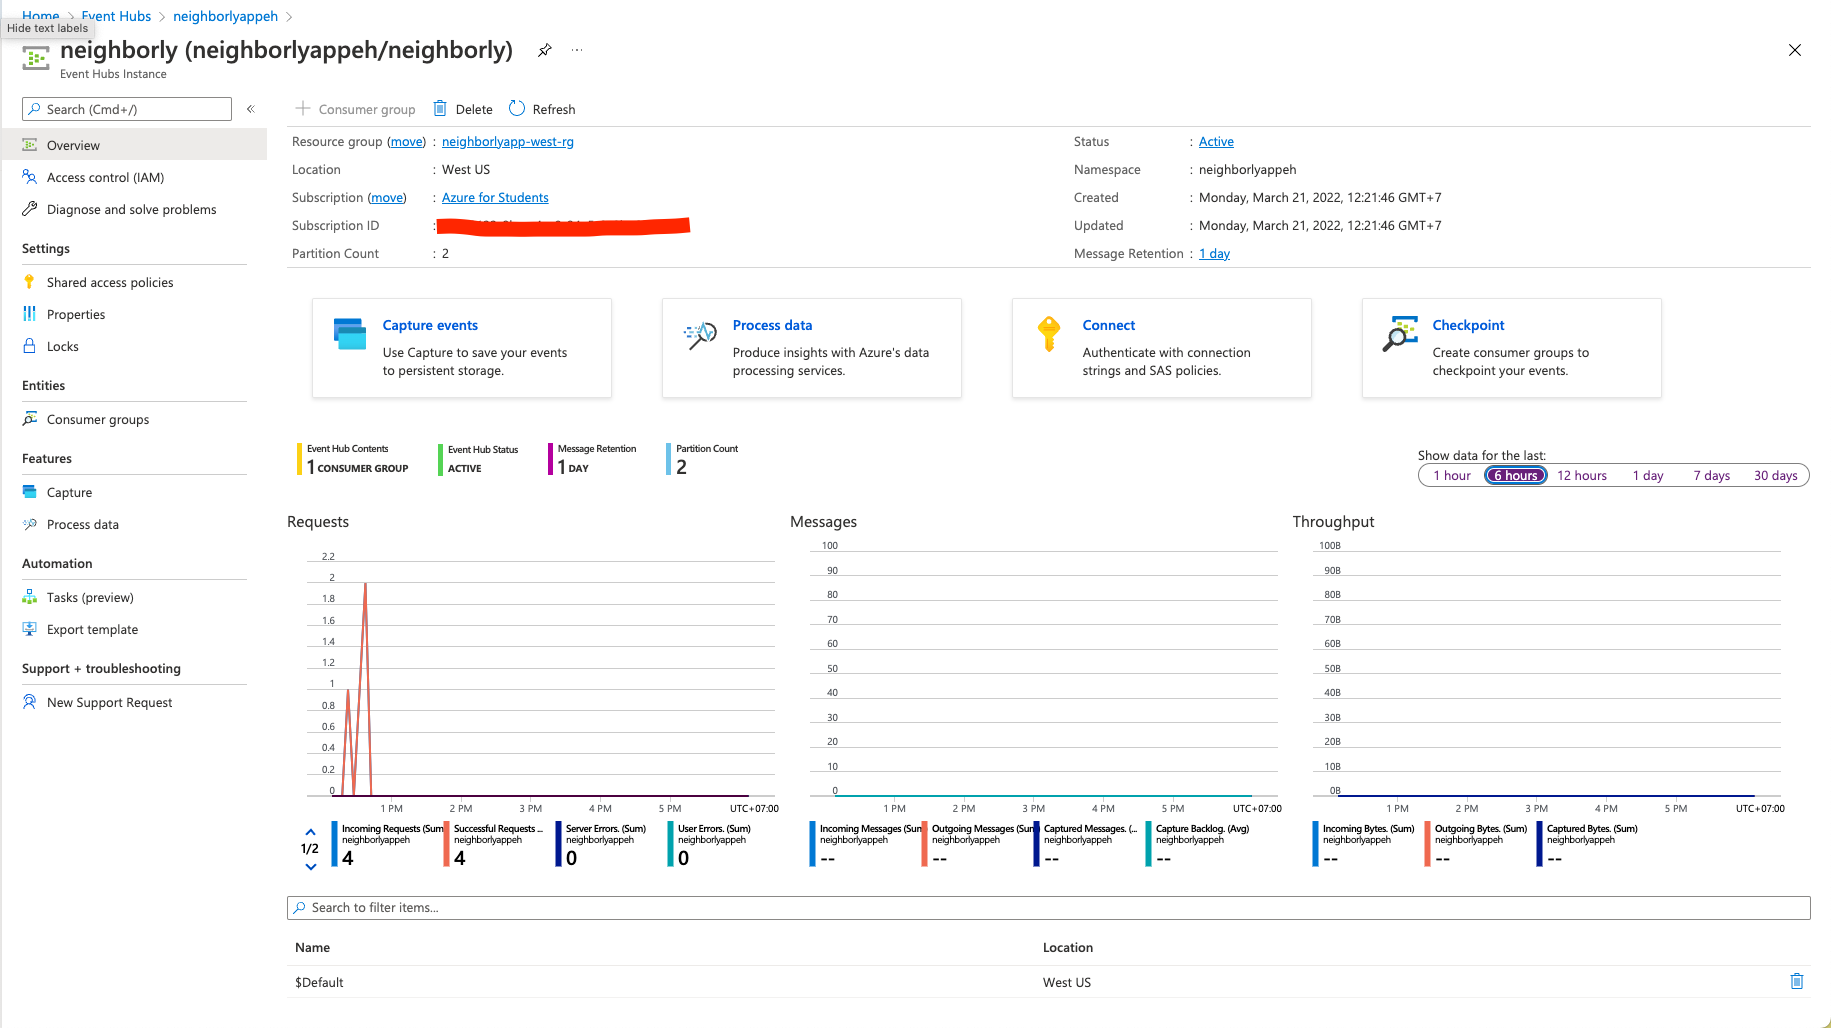 Home > Event Hubs > neighborlyappeh >
Hide text labels
neighborly (neighborlyappeh/neighborly)
...
Event Hubs Instance
Search (Cmd+/)
«
Consumer group Delete Refresh
Overview
Access control (IAM)
Diagnose and solve problems
Settings
Shared access policies
Properties
Locks
Entities
Consumer groups
Features
Capture
Process data
Automation
Tasks (preview)
Export template
Support + troubleshooting
New Support Request
Resource group (move) : neighborlyapp-west-rg
Location : West US
Subscription (move) : Azure for Students
Subscription ID :
Partition Count : 2
Status : Active
Namespace : neighborlyappeh
Created : Monday, March 21, 2022, 12:21:46 GMT+7
Updated : Monday, March 21, 2022, 12:21:46 GMT+7
Message Retention : 1 day
Capture events
Use Capture to save your events
to persistent storage.
Process data
Produce insights with Azure's data
processing services.
Connect
Authenticate with connection
strings and SAS policies.
Checkpoint
Create consumer groups to
checkpoint your events.
Event Hub Contents
1 CONSUMER GROUP
Event Hub Status
ACTIVE
Message Retention
1 DAY
Partition Count
2
Show data for the last:
1 hour 6 hours 12 hours 1 day 7 days 30 days
Requests
2.2
2
1.8
1.6
1.4
1.2
1
0.8
0.6
0.4
0.2
0
1 PM 2 PM 3 PM 4 PM 5 PM UTC+07:00
1/2
Incoming Requests (Sum
neighborlyappeh
4
Successful Requests ...
neighborlyappeh
4
Server Errors. (Sum)
neighborlyappeh
0
User Errors. (Sum)
neighborlyappeh
0
Messages
100
90
80
70
60
50
40
30
20
10
0
1 PM 2 PM 3 PM 4 PM 5 PM UTC+07:00
Incoming Messages (Sum
neighborlyappeh
--
Outgoing Messages (Sum
neighborlyappeh
--
Captured Messages. (...
neighborlyappeh
--
Capture Backlog. (Avg)
neighborlyappeh
--
Throughput
100B
90B
80B
70B
60B
50B
40B
30B
20B
10B
0B
1 PM 2 PM 3 PM 4 PM 5 PM UTC+07:00
Incoming Bytes. (Sum)
neighborlyappeh
--
Outgoing Bytes. (Sum)
neighborlyappeh
--
Captured Bytes. (Sum)
neighborlyappeh
--
Search to filter items...
Name Location
$Default West US